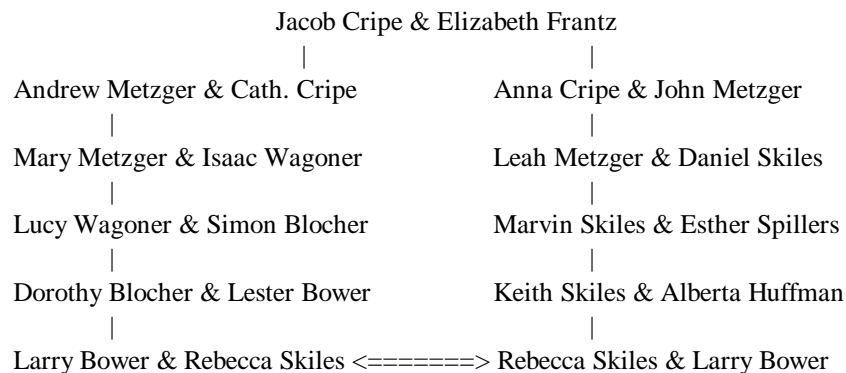 Jacob Cripe & Elizabeth Frantz
| |
Andrew Metzger & Cath. Cripe Anna Cripe & John Metzger
| |
Mary Metzger & Isaac Wagoner Leah Metzger & Daniel Skiles
| |
Lucy Wagoner & Simon Blocher Marvin Skiles & Esther Spillers
| |
Dorothy Blocher & Lester Bower Keith Skiles & Alberta Huffman
| |
Larry Bower & Rebecca Skiles <=======> Rebecca Skiles & Larry Bower